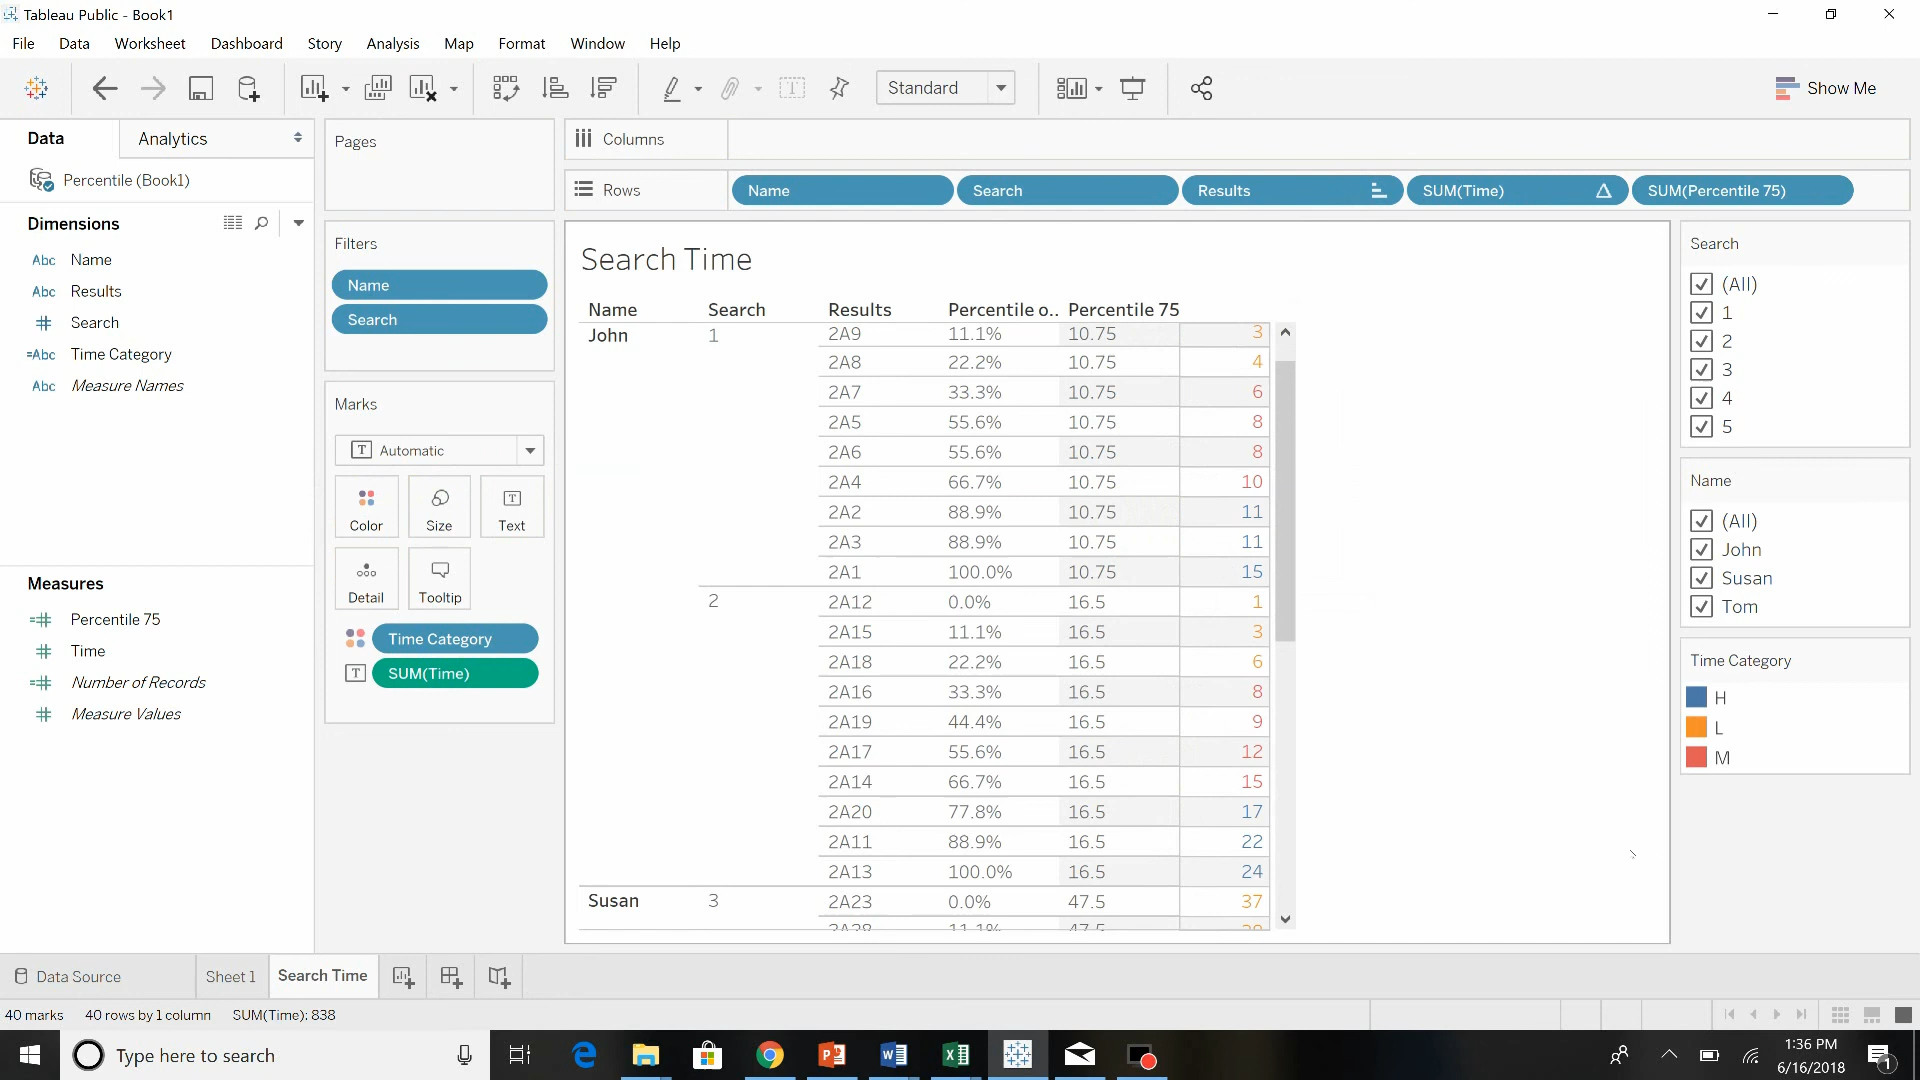 Tableau Public - Book1
File Data Worksheet Dashboard Story Analysis Map Format Window Help
Standard
Show Me
Data Analytics
Percentile (Book1)
Dimensions
Abc Name
Abc Results
Search
=Abc Time Category
Abc Measure Names
Measures
Percentile 75
Time
Number of Records
Measure Values
Pages
Filters
Name
Search
Marks
T Automatic
Color Size Text
Detail Tooltip
Time Category
SUM(Time)
Columns
Rows Name Search Results SUM(Time) SUM(Percentile 75)
Search Time
Name Search Results Percentile o.. Percentile 75
John 1 2A9 11.1% 10.75 3
2A8 22.2% 10.75 4
2A7 33.3% 10.75 6
2A5 55.6% 10.75 8
2A6 55.6% 10.75 8
2A4 66.7% 10.75 10
2A2 88.9% 10.75 11
2A3 88.9% 10.75 11
2A1 100.0% 10.75 15
2 2A12 0.0% 16.5 1
2A15 11.1% 16.5 3
2A18 22.2% 16.5 6
2A16 33.3% 16.5 8
2A19 44.4% 16.5 9
2A17 55.6% 16.5 12
2A14 66.7% 16.5 15
2A20 77.8% 16.5 17
2A11 88.9% 16.5 22
2A13 100.0% 16.5 24
Susan 3 2A23 0.0% 47.5 37
11.1% 47.5
Search
(All)
1
2
3
4
5
Name
(All)
John
Susan
Tom
Time Category
H
L
M
Data Source Sheet 1 Search Time
40 marks 40 rows by 1 column SUM(Time): 838
Type here to search
1:36 PM
6/16/2018
1